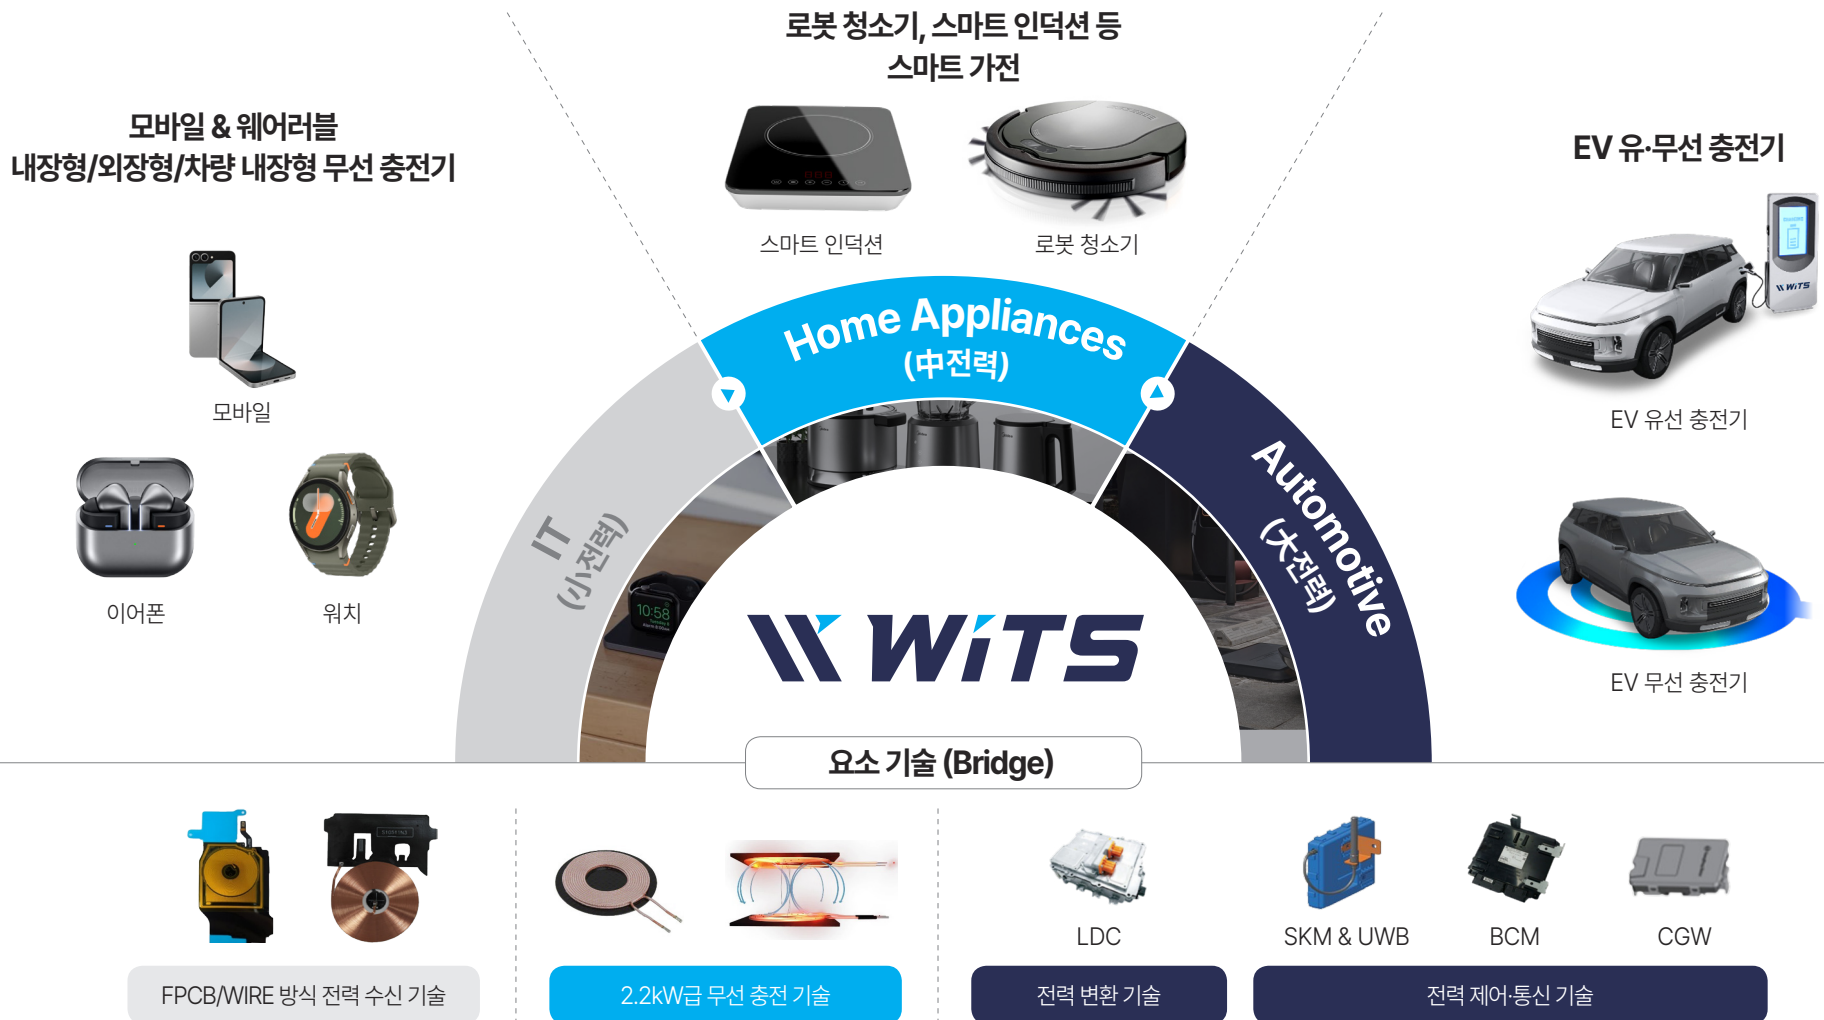 로봇 청소기, 스마트 인덕션 등
스마트 가전
모바일 & 웨어러블
내장형/외장형/차량 내장형 무선 충전기
EV 유·무선 충전기
스마트 인덕션
로봇 청소기
WiTS
모바일
EV 유선 충전기
이어폰
워치
EV 무선 충전기
Home Appliances
(中전력)
IT
(小전력)
Automotive
(大전력)
10:58
WiTS
요소 기술 (Bridge)
LDC
SKM & UWB
BCM
CGW
FPCB/WIRE 방식 전력 수신 기술
2.2kW급 무선 충전 기술
전력 변환 기술
전력 제어·통신 기술